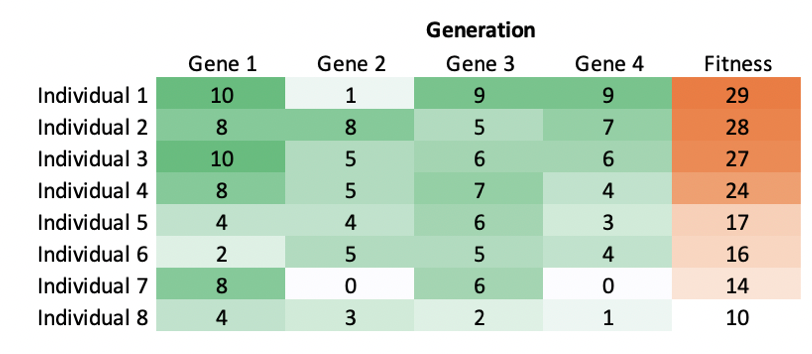 Generation
Gene 1 Gene 2 Gene 3 Gene 4 Fitness
Individual 1 10 1 9 9 29
Individual 2 8 8 5 7 28
Individual 3 10 5 6 6 27
Individual 4 8 5 7 4 24
Individual 5 4 4 6 3 17
Individual 6 2 5 5 4 16
Individual 7 8 0 6 0 14
Individual 8 4 3 2 1 10